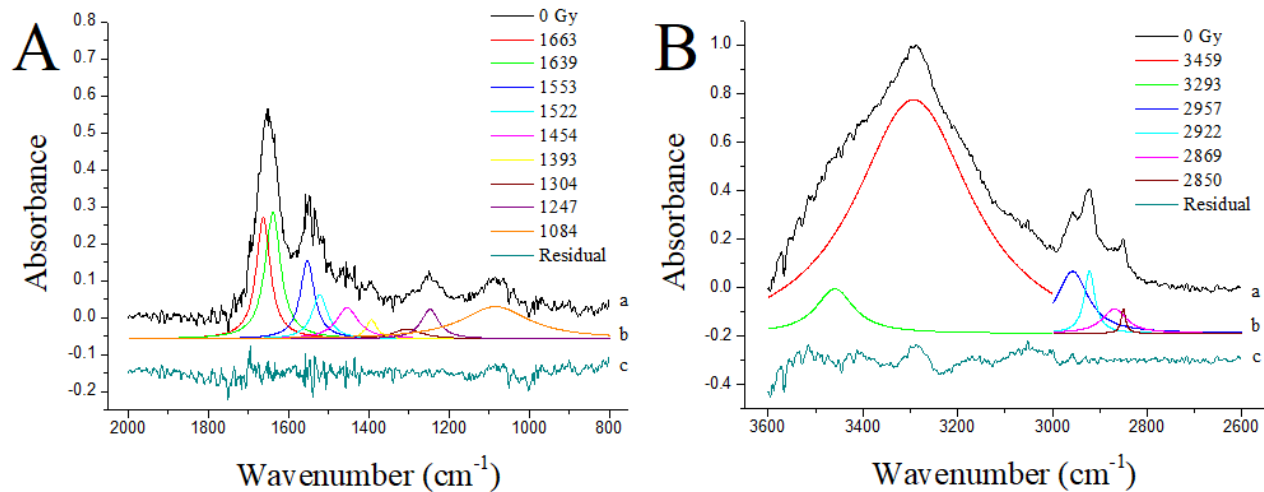 A
Absorbance
0.8
0.7
0.6
0.5
0.4
0.3
0.2
0.1
0.0
-0.1
-0.2
0 Gy
1663
1639
1553
1522
1454
1393
1304
1247
1084
Residual
a
b
c
2000 1800 1600 1400 1200 1000 800
Wavenumber (cm-1)
B
Absorbance
1.0
0.8
0.6
0.4
0.2
0.0
-0.2
-0.4
0 Gy
3459
3293
2957
2922
2869
2850
Residual
a
b
c
3600 3400 3200 3000 2800 2600
Wavenumber (cm-1)